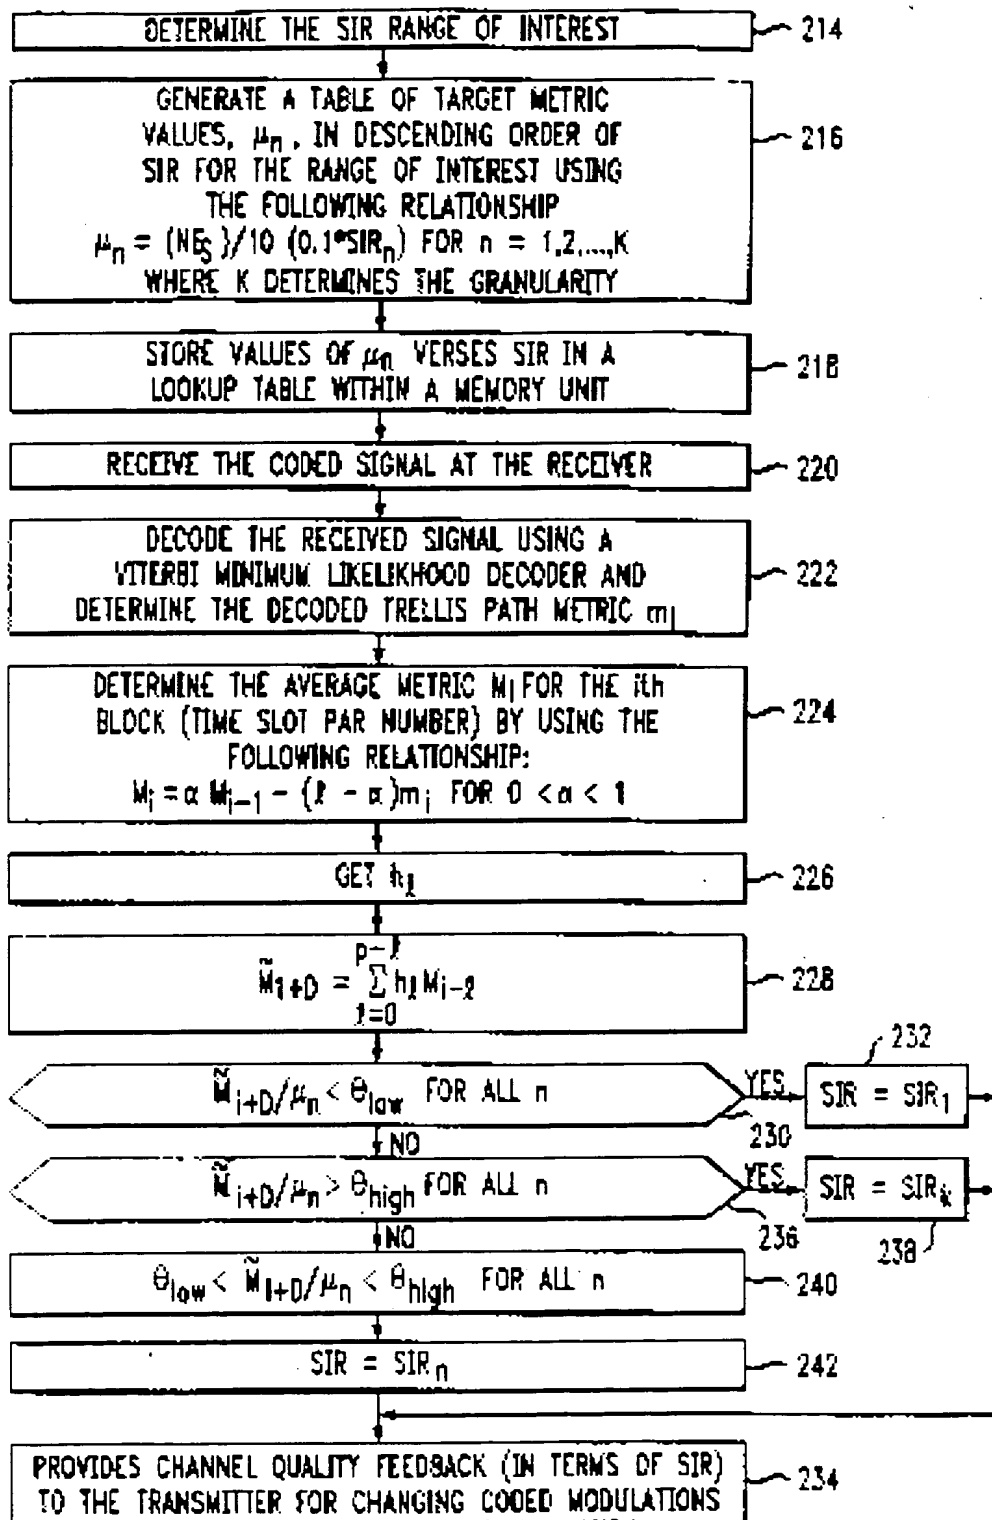 DETERMINE THE SIR RANGE OF INTEREST
214
GENERATE A TABLE OF TARGET METRIC
VALUES, μn, IN DESCENDING ORDER OF
SIR FOR THE RANGE OF INTEREST USING
THE FOLLOWING RELATIONSHIP
μn = (NES)/10 (0.1*SIRn) FOR n = 1,2,...,K
WHERE K DETERMINES THE GRANULARITY
216
STORE VALUES OF μn VERSES SIR IN A
LOOKUP TABLE WITHIN A MEMORY UNIT
218
RECEIVE THE CODED SIGNAL AT THE RECEIVER
220
DECODE THE RECEIVED SIGNAL USING A
VITERBI MINIMUM LIKELIKHOOD DECODER AND
DETERMINE THE DECODED TRELLIS PATH METRIC mi
222
DETERMINE THE AVERAGE METRIC Mi FOR THE ith
BLOCK (TIME SLOT PAR NUMBER) BY USING THE
FOLLOWING RELATIONSHIP:
Mi = α Mi-1 - (ℓ - α)mi FOR 0 < α < 1
224
GET hℓ
226
p-ℓ
M̃1+D = Σ hℓ Mi-ℓ
ℓ=0
228
M̃i+D/μn < θlow FOR ALL n
YES
230
232
SIR = SIR1
NO
M̃i+D/μn > θhigh FOR ALL n
YES
236
SIR = SIRk
238
NO
θlow < M̃i+D/μn < θhigh FOR ALL n
240
SIR = SIRn
242
PROVIDES CHANNEL QUALITY FEEDBACK (IN TERMS OF SIR)
TO THE TRANSMITTER FOR CHANGING CODED MODULATIONS
234